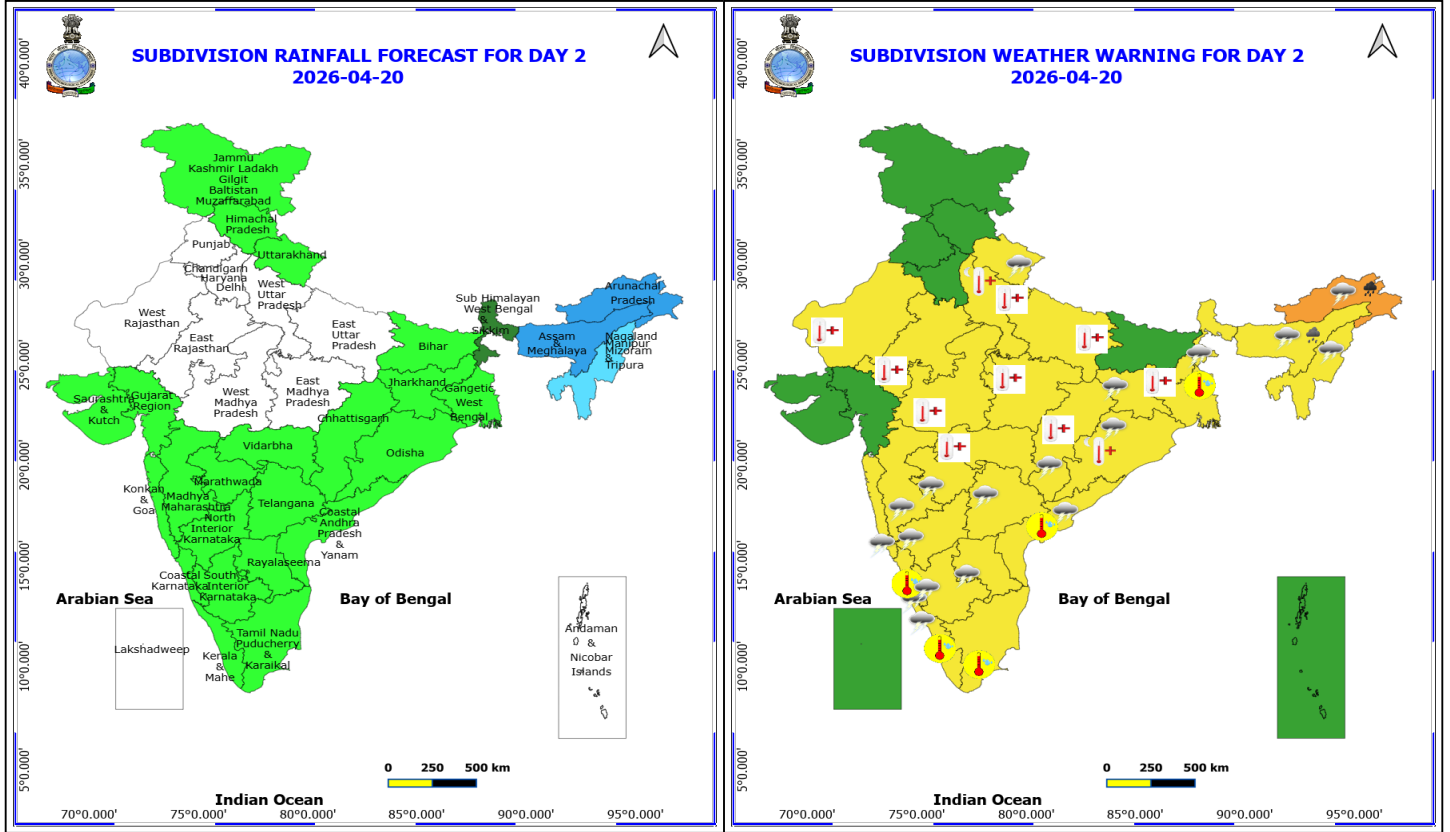 SUBDIVISION RAINFALL FORECAST FOR DAY 2
2026-04-20
40°0.000'
35°0.000'
30°0.000'
25°0.000'
20°0.000'
15°0.000'
10°0.000'
5°0.000'
Jammu
Kashmir Ladakh
Gilgit
Baltistan
Muzaffarabad
Himachal
Pradesh
Punjab
Uttarakhand
Chandigarh
Haryana
Delhi
West
Uttar
Pradesh
West
Rajasthan
East
Rajasthan
East
Uttar
Pradesh
Sub Himalayan
West Bengal
&
Sikkim
Arunachal
Pradesh
Assam
&
Meghalaya
Nagaland
Manipur
Mizoram
&
Tripura
Bihar
Jharkhand
Gangetic
West
Bengal
Saurashtra
&
Kutch
Gujarat
Region
West
Madhya
Pradesh
East
Madhya
Pradesh
Chhattisgarh
Vidarbha
Odisha
Konkan
&
Goa
Madhya
Maharashtra
Marathwada
Telangana
North
Interior
Karnataka
Coastal
Andhra
Pradesh
&
Yanam
Rayalaseema
Coastal
Karnataka
South
Interior
Karnataka
Arabian Sea
Bay of Bengal
Lakshadweep
Tamil Nadu
Puducherry
&
Karaikal
Kerala
&
Mahe
Andaman
&
Nicobar
Islands
0 250 500 km
Indian Ocean
70°0.000' 75°0.000' 80°0.000' 85°0.000' 90°0.000' 95°0.000'
SUBDIVISION WEATHER WARNING FOR DAY 2
2026-04-20
40°0.000'
35°0.000'
30°0.000'
25°0.000'
20°0.000'
15°0.000'
10°0.000'
5°0.000'
Arabian Sea
Bay of Bengal
0 250 500 km
Indian Ocean
70°0.000' 75°0.000' 80°0.000' 85°0.000' 90°0.000' 95°0.000'